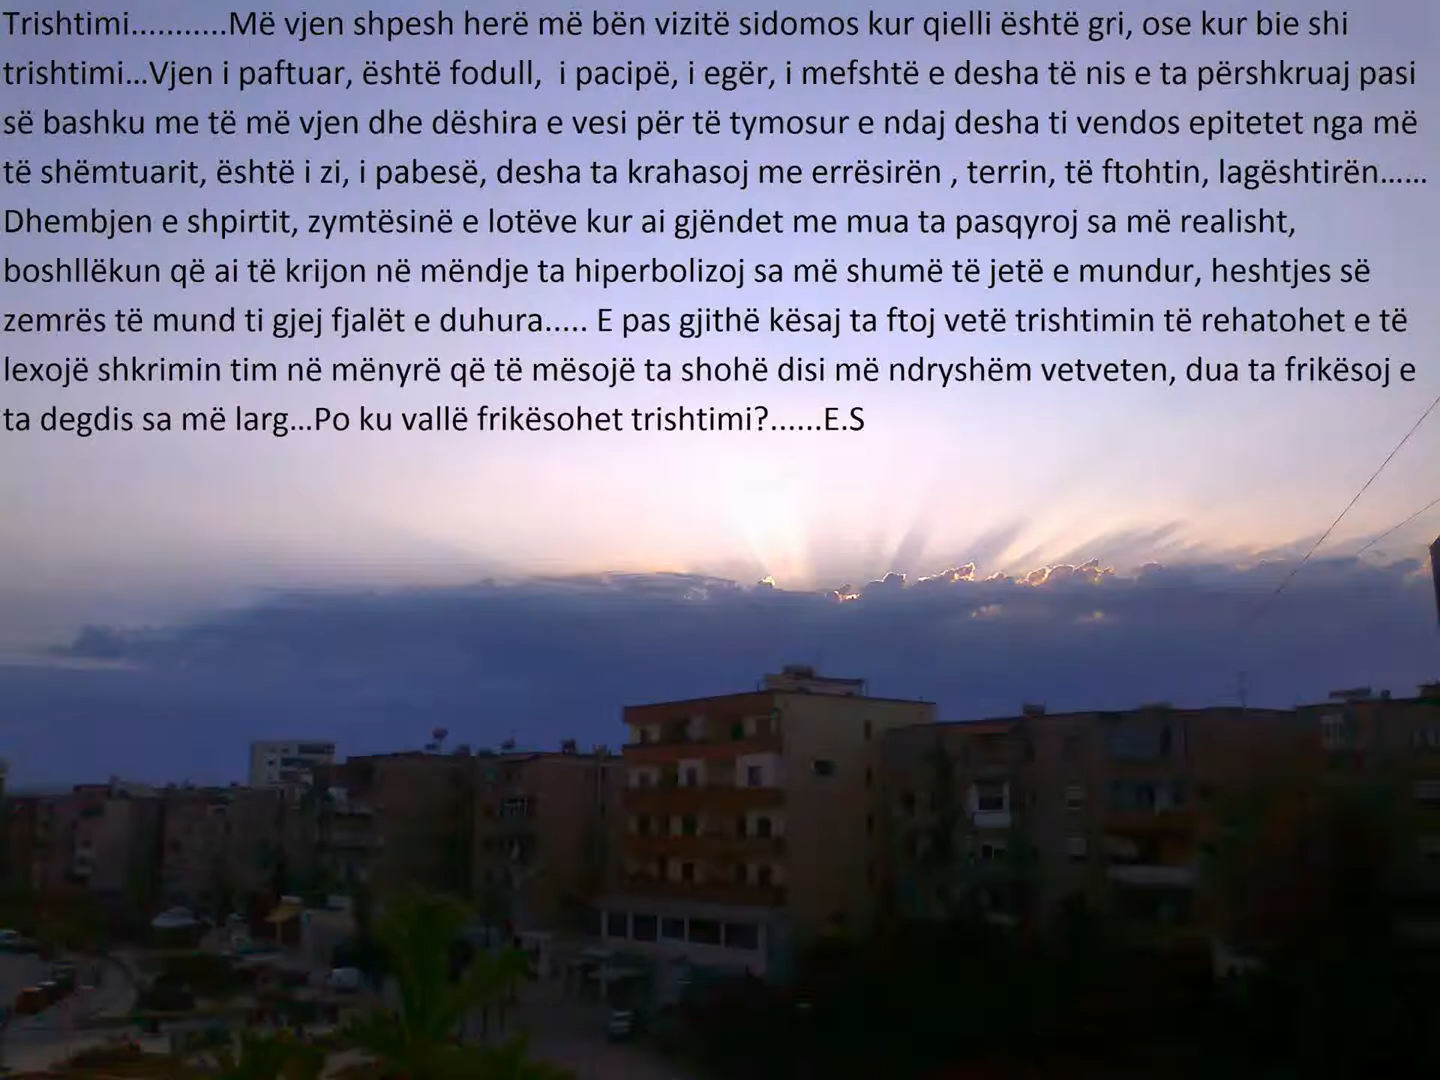 Trishtimi...........Më vjen shpesh herë më bën vizitë sidomos kur qielli është gri, ose kur bie shi
trishtimi...Vjen i paftuar, është fodull,  i pacipë, i egër, i mefshtë e desha të nis e ta përshkruaj pasi
së bashku me të më vjen dhe dëshira e vesi për të tymosur e ndaj desha ti vendos epitetet nga më
të shëmtuarit, është i zi, i pabesë, desha ta krahasoj me errësirën , terrin, të ftohtin, lagështirën......
Dhembjen e shpirtit, zymtësinë e lotëve kur ai gjëndet me mua ta pasqyroj sa më realisht,
boshllëkun që ai të krijon në mëndje ta hiperbolizoj sa më shumë të jetë e mundur, heshtjes së
zemrës të mund ti gjej fjalët e duhura..... E pas gjithë kësaj ta ftoj vetë trishtimin të rehatohet e të
lexojë shkrimin tim në mënyrë që të mësojë ta shohë disi më ndryshëm vetveten, dua ta frikësoj e
ta degdis sa më larg...Po ku vallë frikësohet trishtimi?......E.S